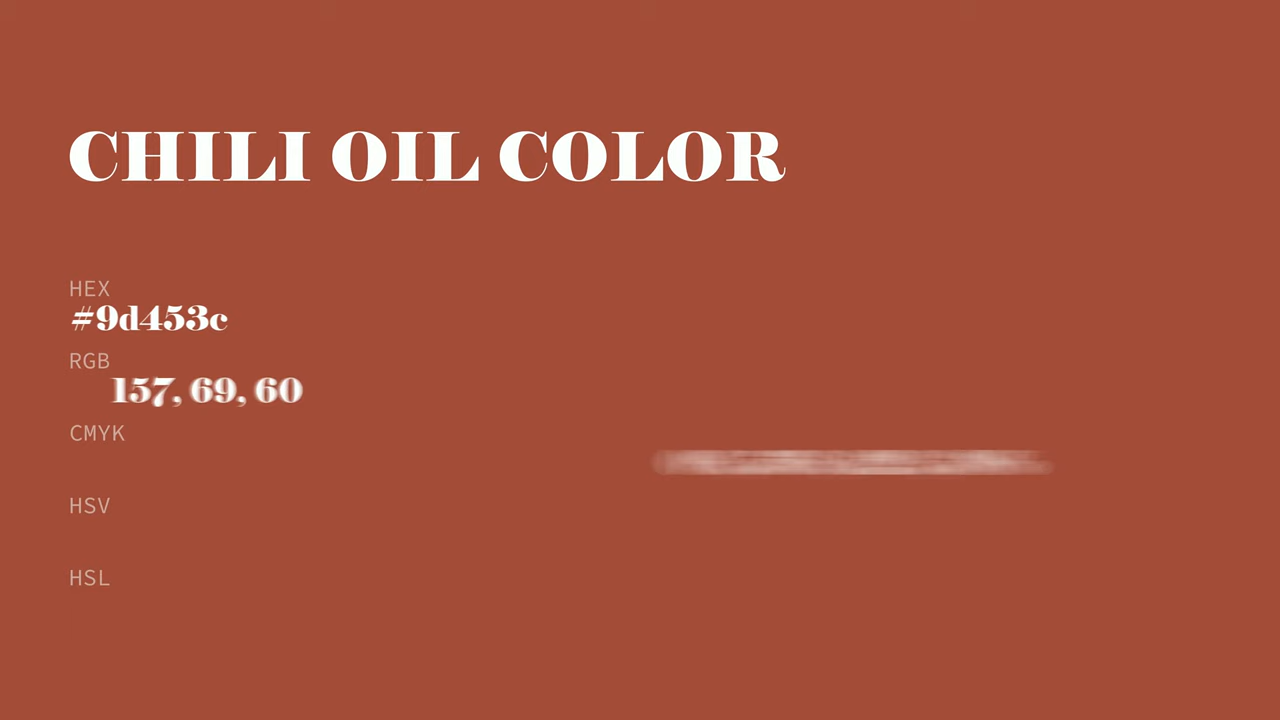 CHILI OIL COLOR
HEX
#9d453c
RGB
157, 69, 60
CMYK
HSV
HSL